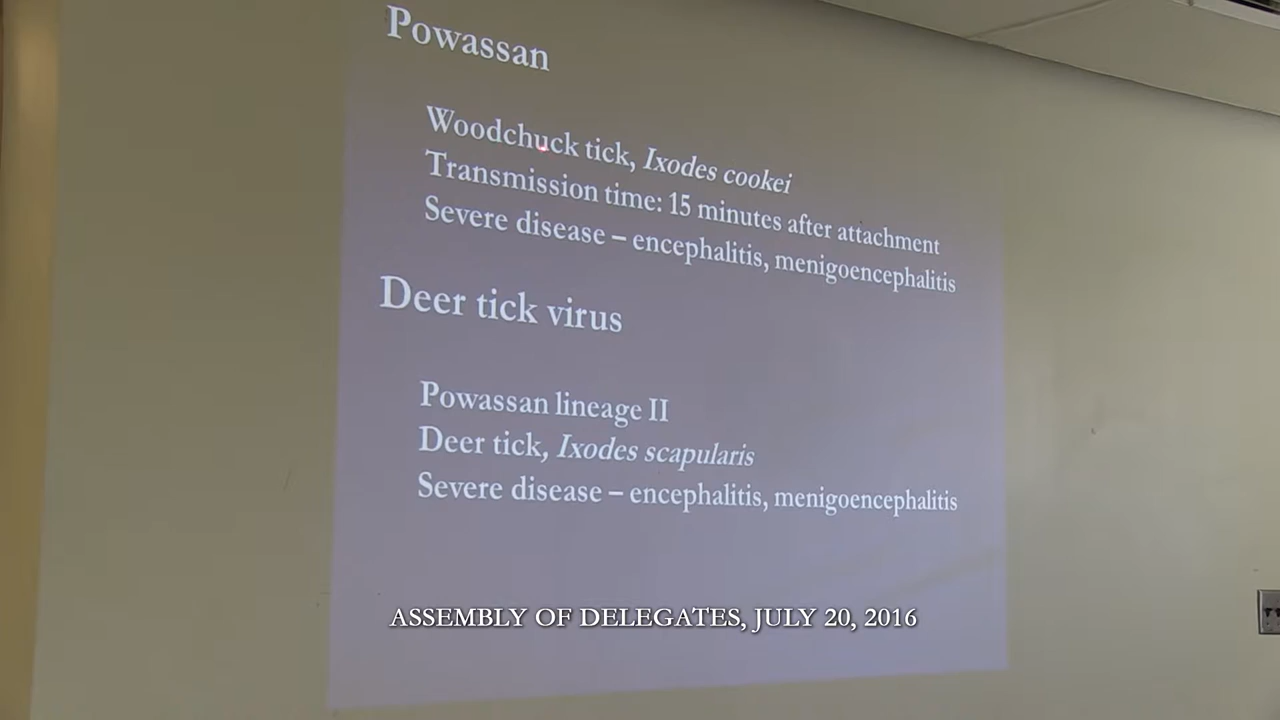 Powassan
Woodchuck tick, Ixodes cookei
Transmission time: 15 minutes after attachment
Severe disease – encephalitis, menigoencephalitis
Deer tick virus
Powassan lineage II
Deer tick, Ixodes scapularis
Severe disease – encephalitis, menigoencephalitis
ASSEMBLY OF DELEGATES, JULY 20, 2016